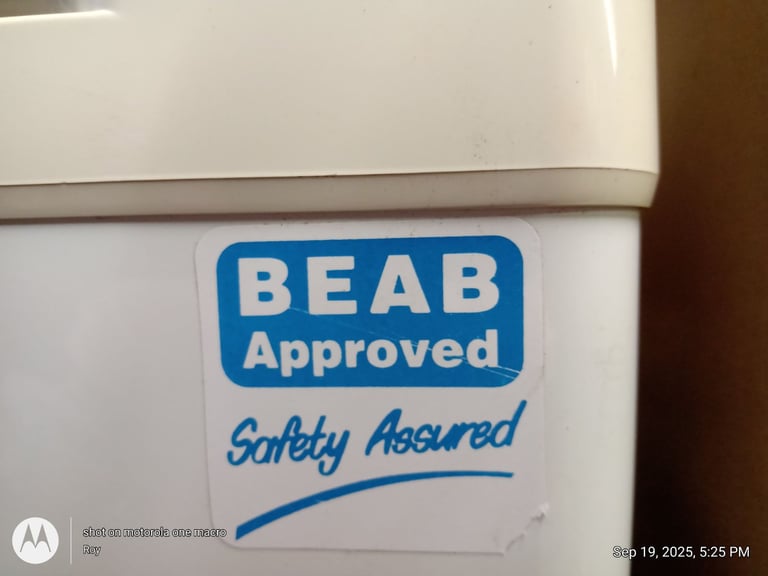 BEAB
Approved
Safety Assured
shot on motorola one macro
Roy
Sep 19, 2025, 5:25 PM